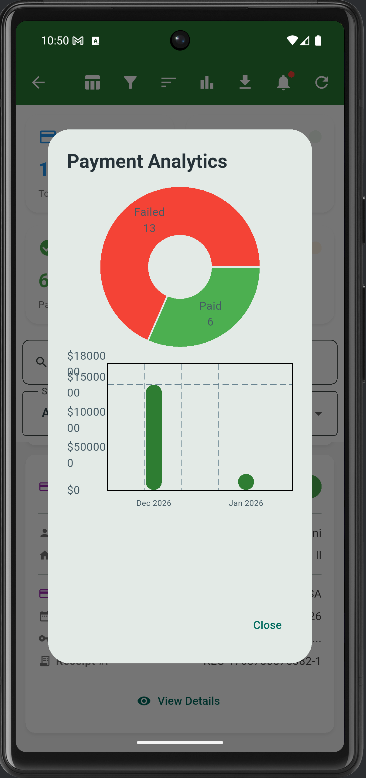 10:50
Payment Analytics
Failed
13
Paid
6
$18000
00
$15000
00
$10000
00
$50000
0
$0
Dec 2026
Jan 2026
Close
View Details